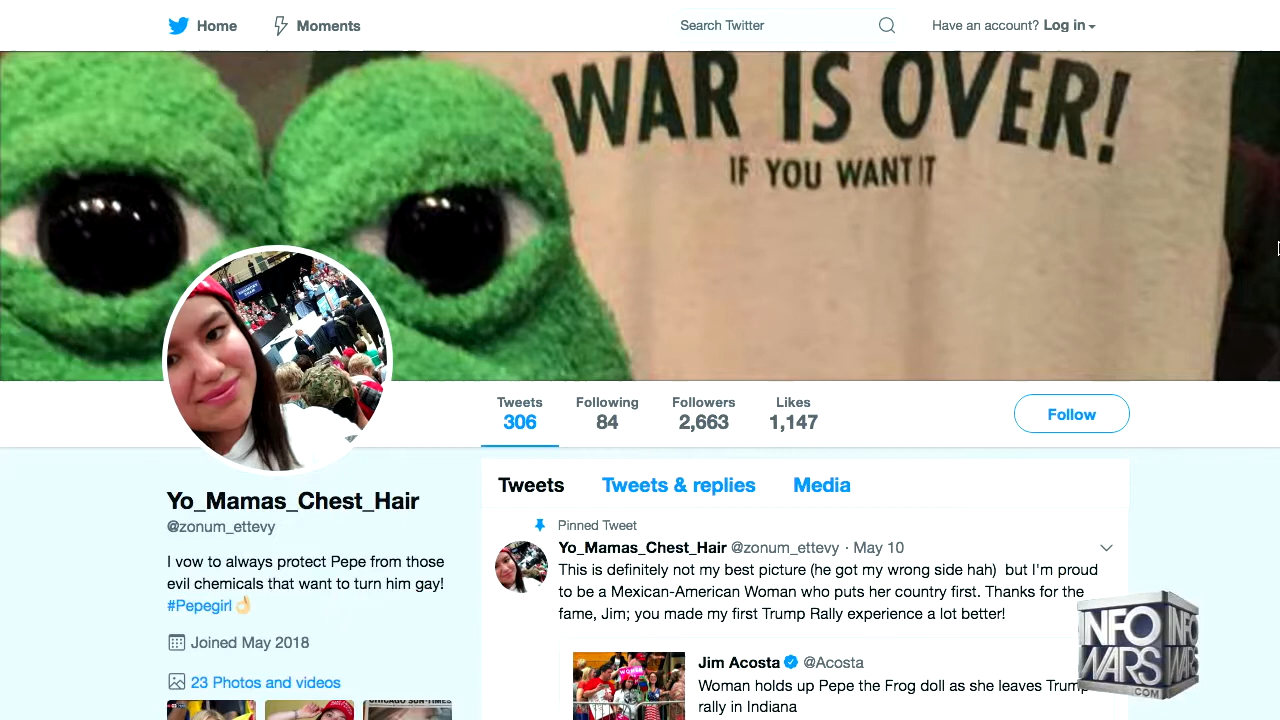 Home
Moments
Search Twitter
Have an account? Log in
WAR IS OVER!
IF YOU WANT IT
Tweets
Following
Followers
Likes
306
84
2,663
1,147
Follow
Yo_Mamas_Chest_Hair
@zonum_ettevy
I vow to always protect Pepe from those
evil chemicals that want to turn him gay!
#Pepegirl👌🏻
Joined May 2018
23 Photos and videos
Tweets
Tweets & replies
Media
Pinned Tweet
Yo_Mamas_Chest_Hair @zonum_ettevy · May 10
This is definitely not my best picture (he got my wrong side hah) but I'm proud
to be a Mexican-American Woman who puts her country first. Thanks for the
fame, Jim; you made my first Trump Rally experience a lot better!
Jim Acosta @Acosta
Woman holds up Pepe the Frog doll as she leaves Trump
rally in Indiana
WOMEN
CHICAGO SUN-TIMES
INFO
WARS
.COM